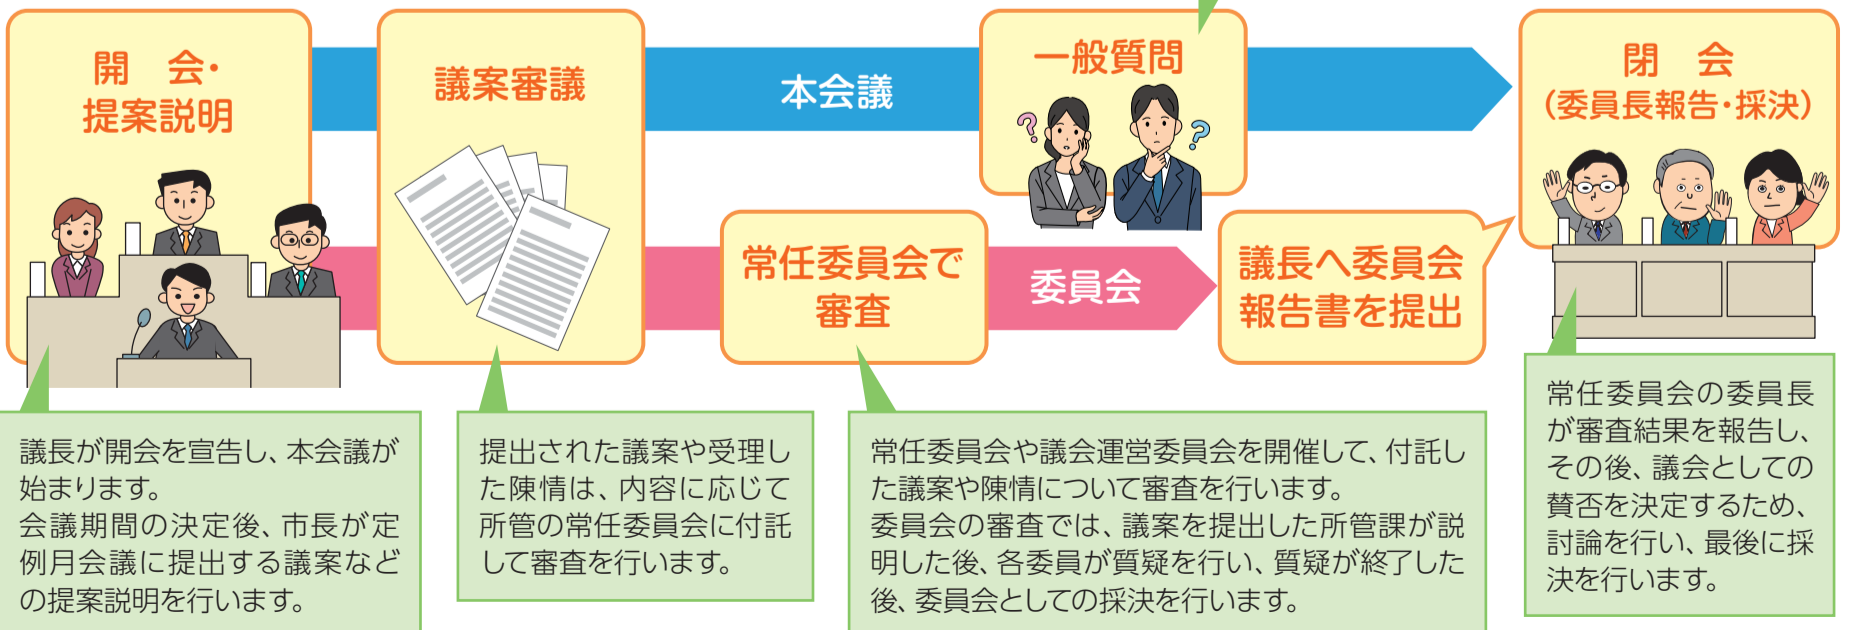 開　会・
提案説明
議案審議
本会議
一般質問
閉　会
（委員長報告・採決）
常任委員会で
審査
委員会
議長へ委員会
報告書を提出
議長が開会を宣告し、本会議が
始まります。
会議期間の決定後、市長が定
例月会議に提出する議案など
の提案説明を行います。
提出された議案や受理し
た陳情は、内容に応じて
所管の常任委員会に付託
して審査を行います。
常任委員会や議会運営委員会を開催して、付託し
た議案や陳情について審査を行います。
委員会の審査では、議案を提出した所管課が説
明した後、各委員が質疑を行い、質疑が終了した
後、委員会としての採決を行います。
常任委員会の委員長
が審査結果を報告し、
その後、議会としての
賛否を決定するため、
討論を行い、最後に採
決を行います。